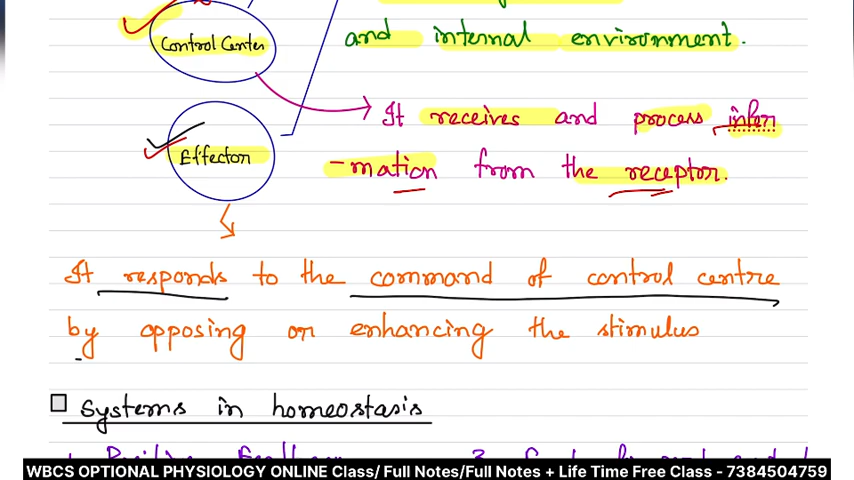 Control Center
and internal environment.
It receives and process infor
-mation from the receptor.
Effector
It responds to the command of control centre
by opposing or enhancing the stimulus
Systems in homeostasis
WBCS OPTIONAL PHYSIOLOGY ONLINE Class/ Full Notes/Full Notes + Life Time Free Class - 7384504759